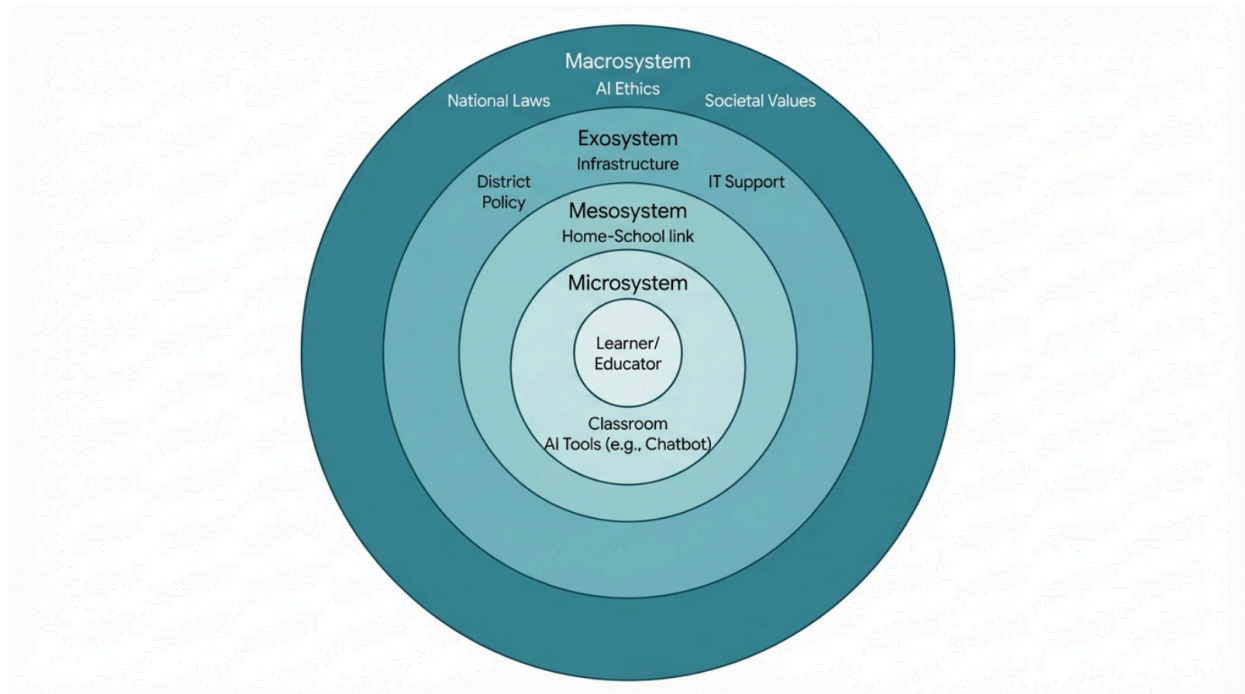 Macrosystem
AI Ethics
National Laws
Societal Values
Exosystem
Infrastructure
District
Policy
IT Support
Mesosystem
Home-School link
Microsystem
Learner/
Educator
Classroom
AI Tools (e.g., Chatbot)